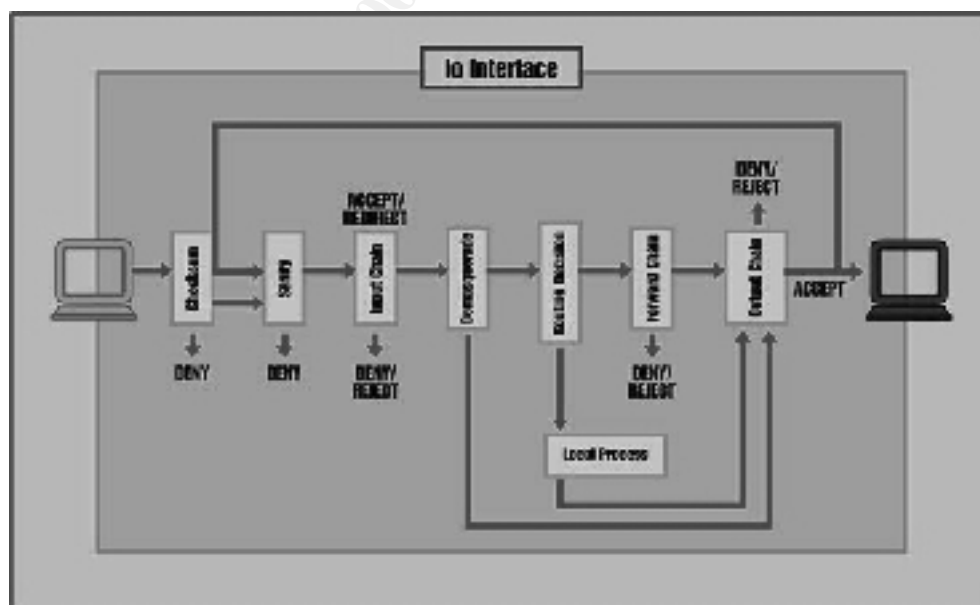 lo Interface
DENY/
REJECT
ACCEPT/
REDIRECT
Checksum
Sanity
Input Chain
Demasquerade
Routing Decision
Forward Chain
Output Chain
ACCEPT
DENY
DENY
DENY/
REJECT
DENY/
REJECT
Local Process